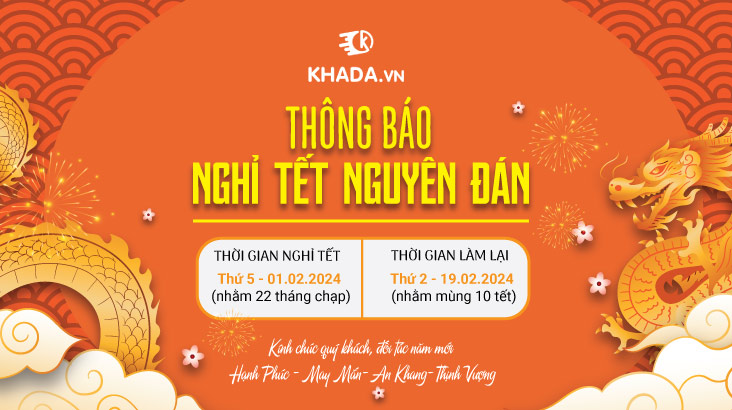 KHADA.VN
THÔNG BÁO
NGHỈ TẾT NGUYÊN ĐÁN
THỜI GIAN NGHỈ TẾT
Thứ 5 - 01.02.2024
(nhằm 22 tháng chạp)
THỜI GIAN LÀM LẠI
Thứ 2 - 19.02.2024
(nhằm mùng 10 tết)
Kính chúc quý khách, đối tác năm mới
Hạnh Phúc - May Mắn - An Khang - Thịnh Vượng